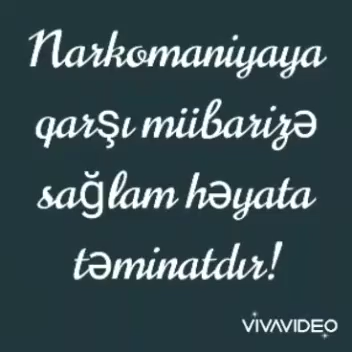 Narkomaniyaya
qarşı mübarizə
sağlam həyata
təminatdır!
VIVAVIDEO